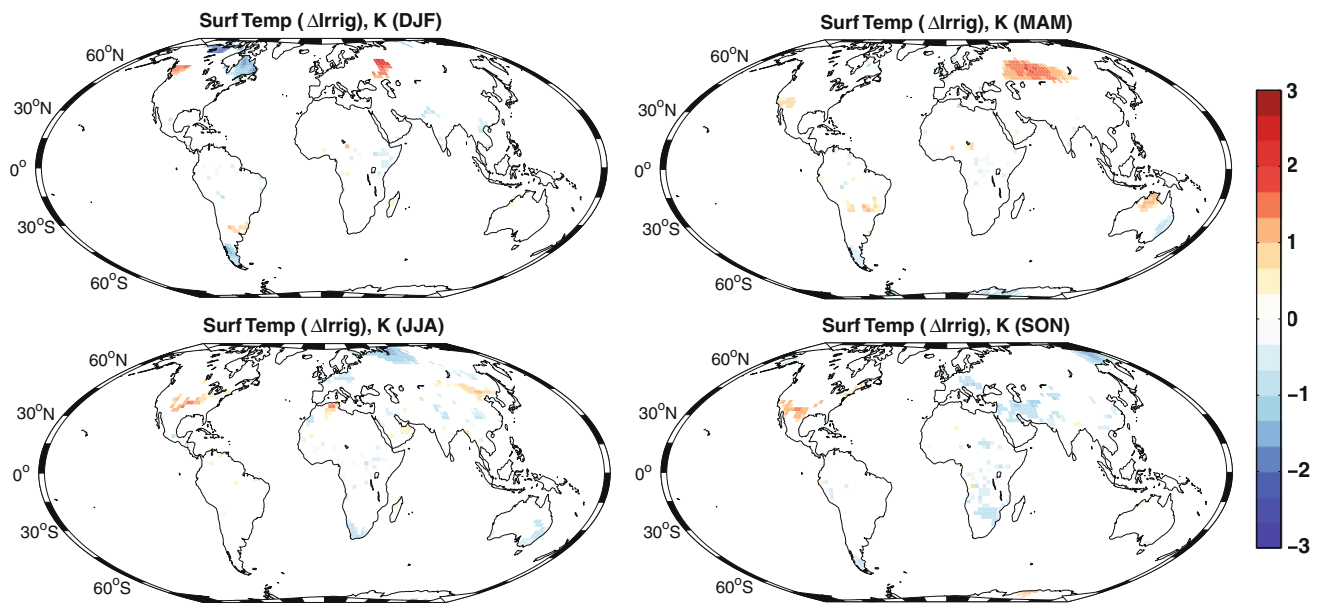 Surf Temp ( ΔIrrig), K (DJF)
60°N
30°N
0°
30°S
60°S
Surf Temp ( ΔIrrig), K (MAM)
60°N
30°N
0°
30°S
60°S
Surf Temp ( ΔIrrig), K (JJA)
60°N
30°N
0°
30°S
60°S
Surf Temp ( ΔIrrig), K (SON)
60°N
30°N
0°
30°S
60°S
3
2
1
0
−1
−2
−3